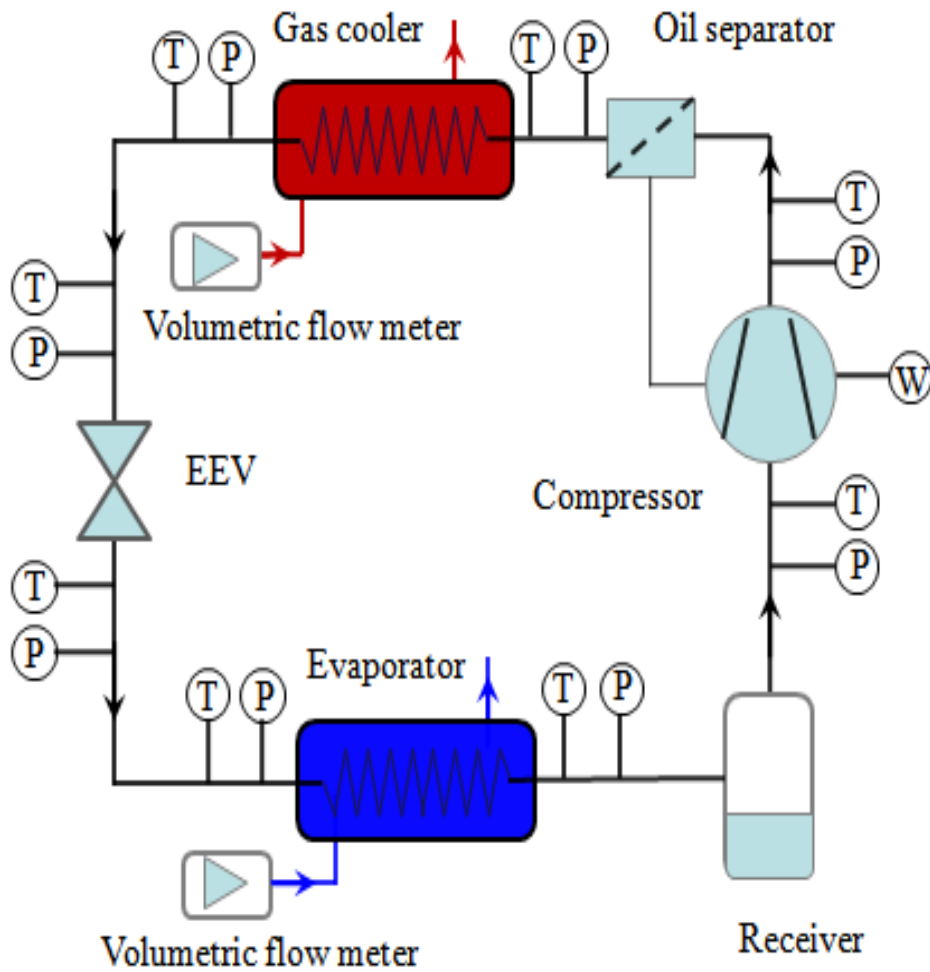 Gas cooler
Oil separator
T
P
T
P
T
P
T
P
Volumetric flow meter
W
EEV
Compressor
T
P
T
P
Evaporator
T
P
T
P
Receiver
Volumetric flow meter